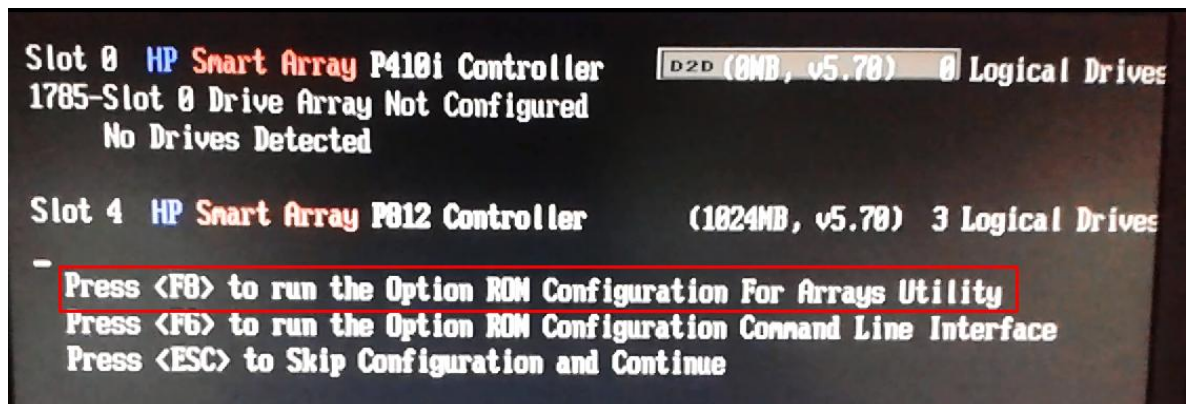 Slot 0 HP Smart Array P410i Controller D2D (0MB, v5.70) 0 Logical Drives
1785-Slot 0 Drive Array Not Configured
No Drives Detected
Slot 4 HP Smart Array P812 Controller (1024MB, v5.70) 3 Logical Drives
Press <F8> to run the Option ROM Configuration For Arrays Utility
Press <F6> to run the Option ROM Configuration Command Line Interface
Press <ESC> to Skip Configuration and Continue